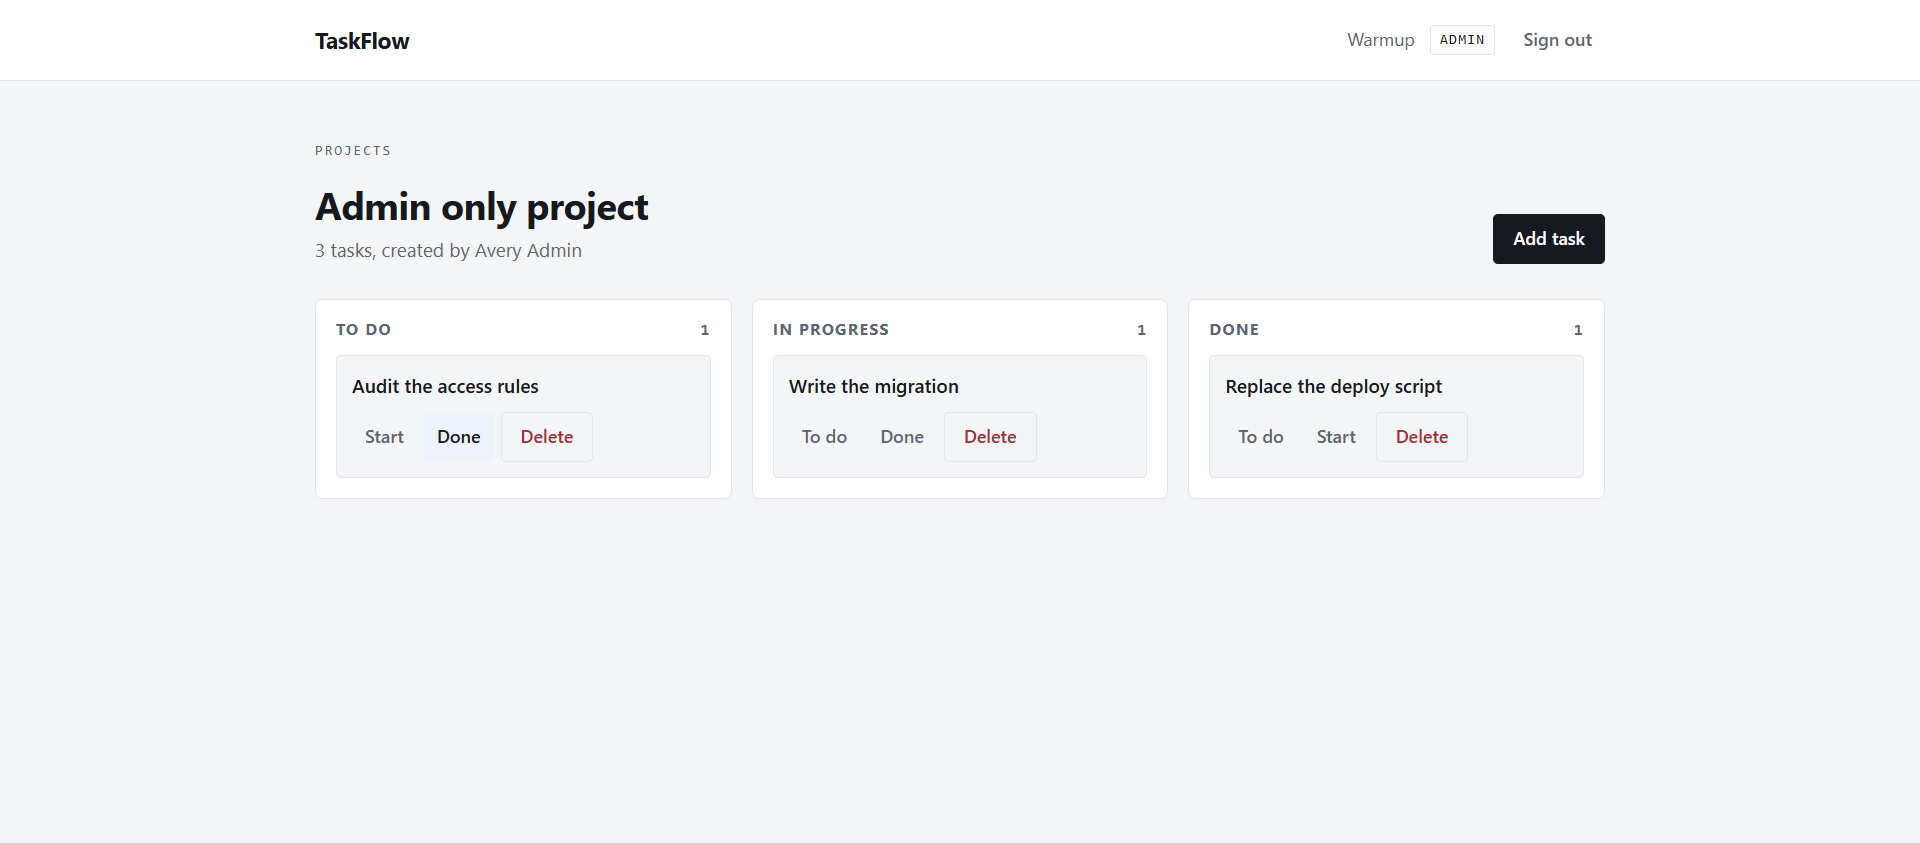 TaskFlow
Warmup ADMIN Sign out
PROJECTS
Admin only project
3 tasks, created by Avery Admin
Add task
TO DO 1
Audit the access rules
Start Done Delete
IN PROGRESS 1
Write the migration
To do Done Delete
DONE 1
Replace the deploy script
To do Start Delete